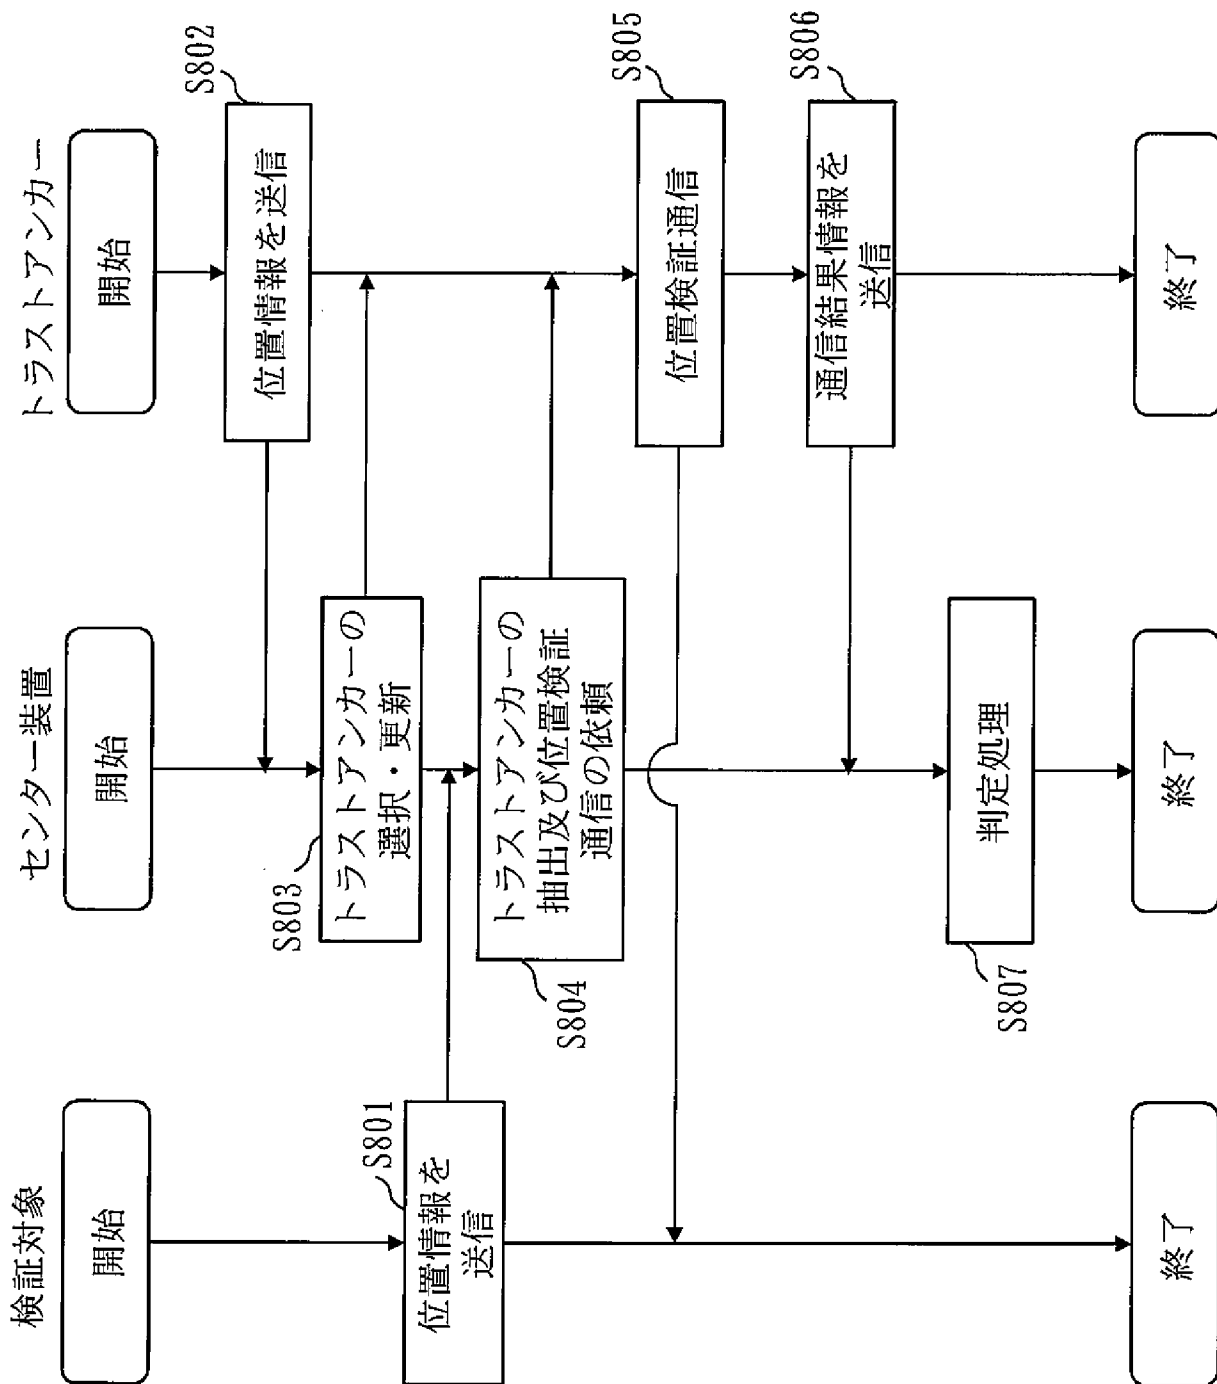 検証対象
開始
S801
位置情報を
送信
終了
センター装置
開始
S803
トラストアンカーの
選択・更新
S804
トラストアンカーの
抽出及び位置検証
通信の依頼
S807
判定処理
終了
トラストアンカー
開始
S802
位置情報を送信
S805
位置検証通信
S806
通信結果情報を
送信
終了